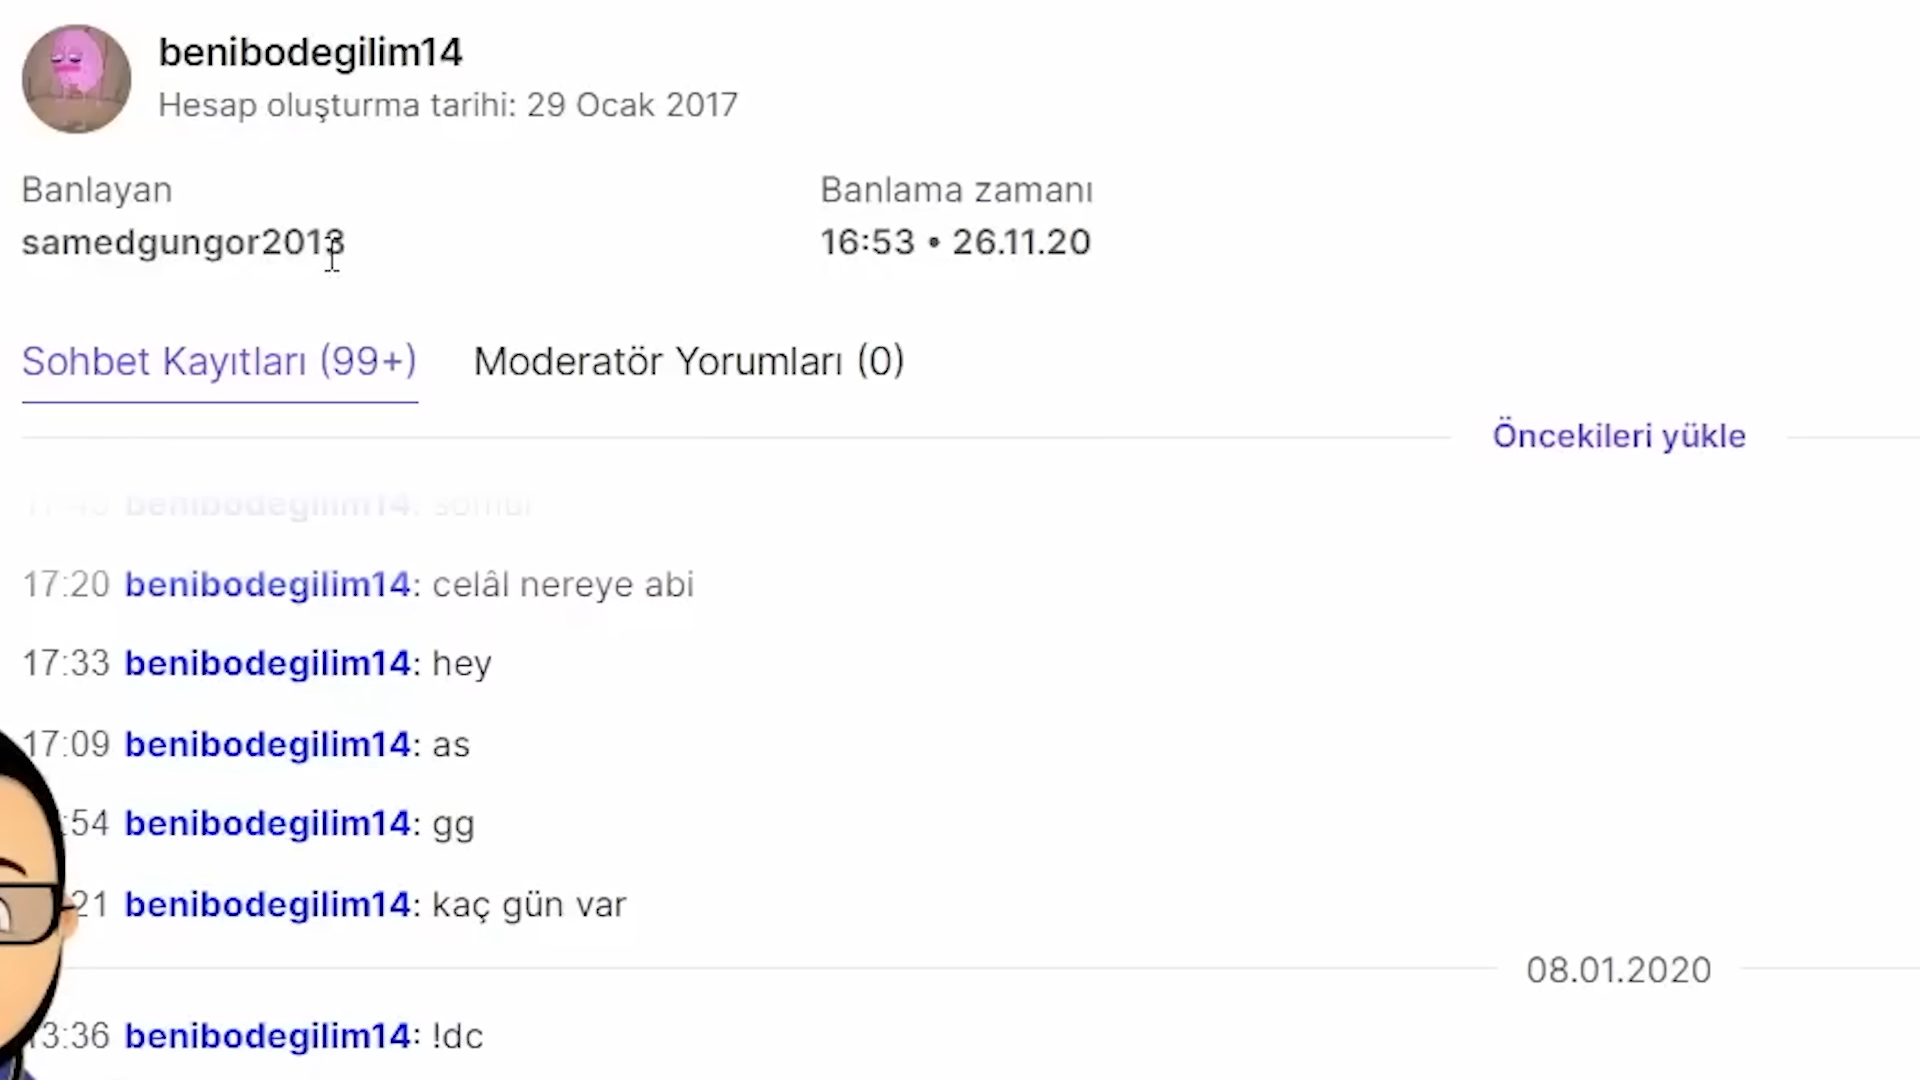 benibodegilim14
Hesap oluşturma tarihi: 29 Ocak 2017
Banlayan
Banlama zamanı
samedgungor2013
16:53 • 26.11.20
Sohbet Kayıtları (99+)
Moderatör Yorumları (0)
Öncekileri yükle
benibodegilim14:
17:20 benibodegilim14: celâl nereye abi
17:33 benibodegilim14: hey
17:09 benibodegilim14: as
:54 benibodegilim14: gg
21 benibodegilim14: kaç gün var
08.01.2020
3:36 benibodegilim14: !dc